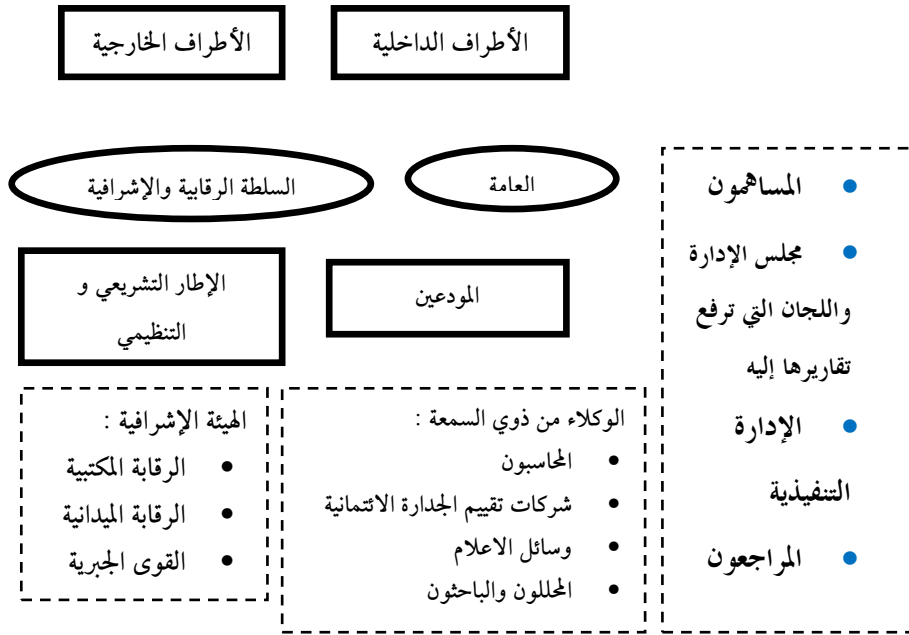 الأطراف الداخلية
الأطراف الخارجية
العامة
السلطة الرقابية والإشرافية
• المساهمون
• مجلس الإدارة
واللجان التي ترفع
تقاريرها إليه
• الإدارة
التنفيذية
• المراجعون
المودعين
الإطار التشريعي و
التنظيمي
الوكلاء من ذوي السمعة :
• المحاسبون
• شركات تقييم الجدارة الائتمانية
• وسائل الاعلام
• المحللون والباحثون
الهيئة الإشرافية :
• الرقابة المكتبية
• الرقابة الميدانية
• القوى الجبرية